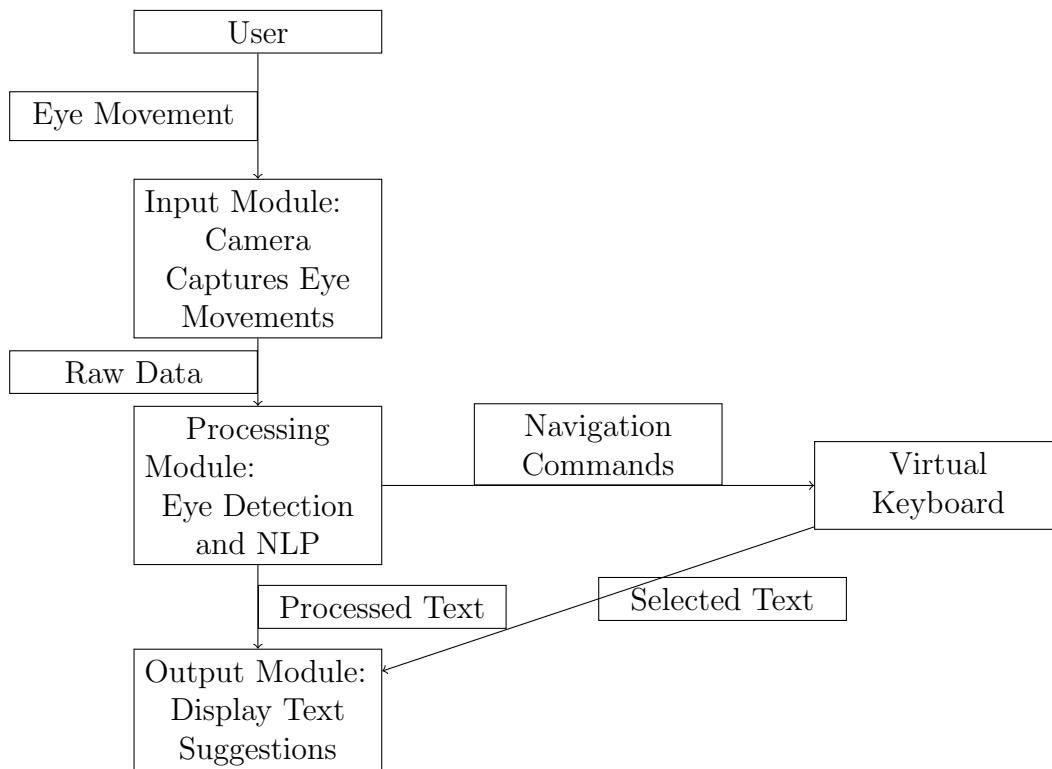 User
Eye Movement
Input Module:
Camera
Captures Eye
Movements
Raw Data
Processing
Module:
Eye Detection
and NLP
Navigation
Commands
Virtual
Keyboard
Processed Text
Selected Text
Output Module:
Display Text
Suggestions